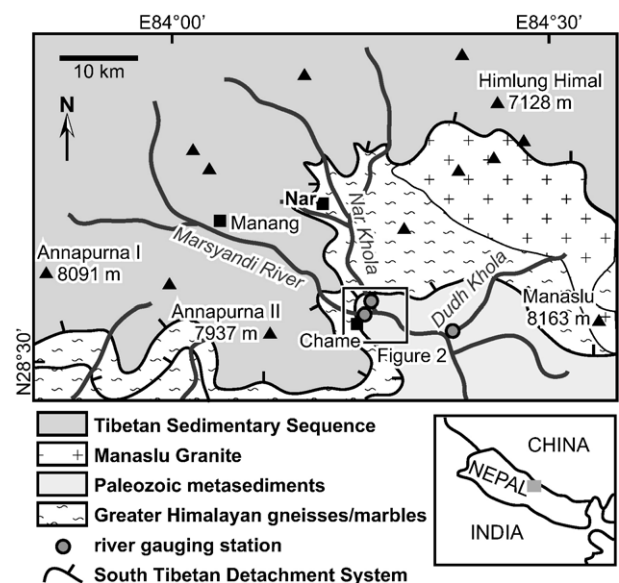 E84°00’
E84°30’
10 km
N
Himlung Himal
7128 m
Nar
Nar Khola
Manang
Marsyandi River
Annapurna I
8091 m
Dudh Khola
Annapurna II
7937 m
Manaslu
8163 m
Chame
Figure 2
N28°30’
Tibetan Sedimentary Sequence
Manaslu Granite
Paleozoic metasediments
Greater Himalayan gneisses/marbles
river gauging station
South Tibetan Detachment System
CHINA
NEPAL
INDIA